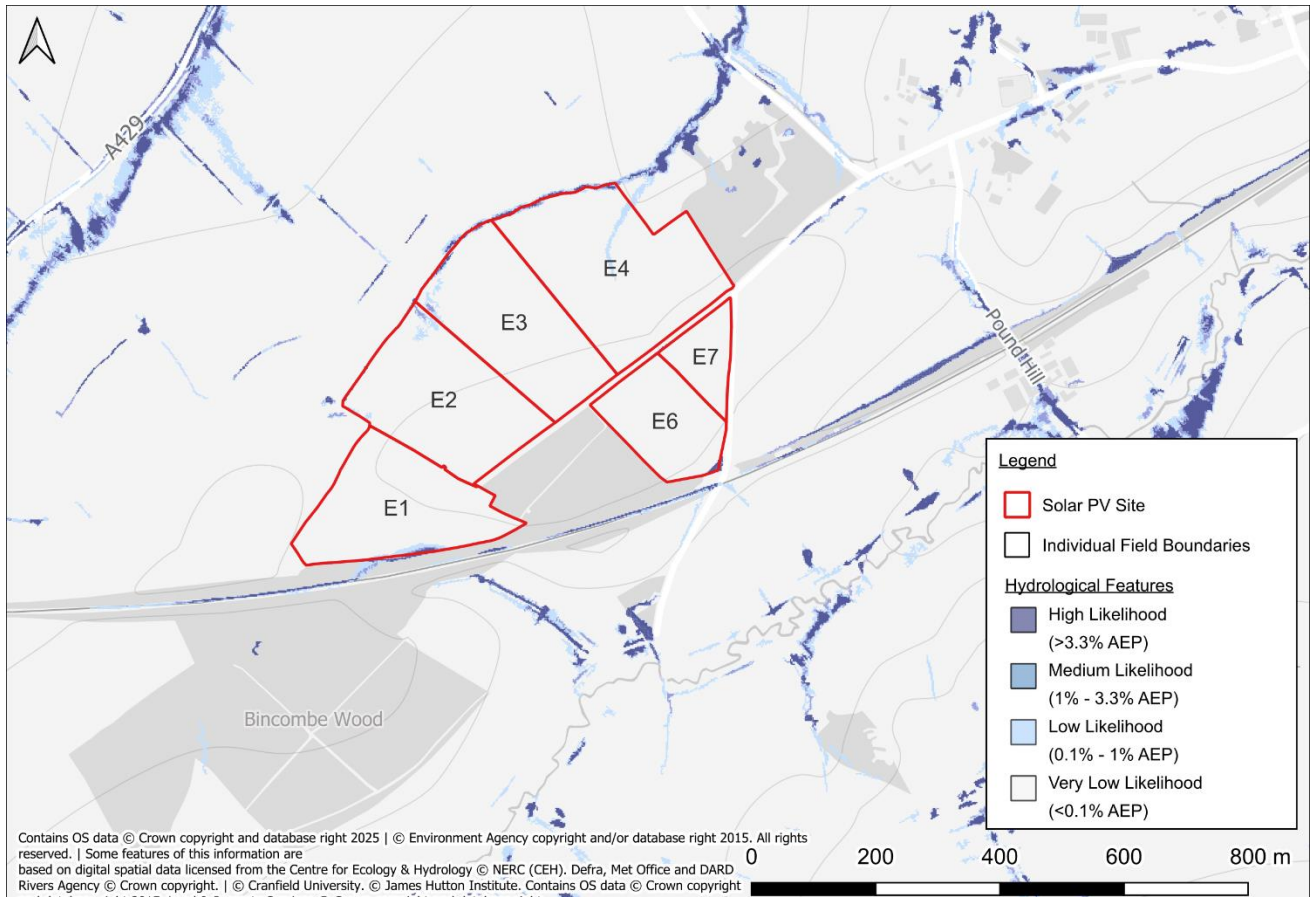 A429
E4
E3
E7
E2
E6
E1
Pound Hill
Bincombe Wood
Legend
Solar PV Site
Individual Field Boundaries
Hydrological Features
High Likelihood
(>3.3% AEP)
Medium Likelihood
(1% - 3.3% AEP)
Low Likelihood
(0.1% - 1% AEP)
Very Low Likelihood
(<0.1% AEP)
Contains OS data © Crown copyright and database right 2025 | © Environment Agency copyright and/or database right 2015. All rights
reserved. | Some features of this information are
based on digital spatial data licensed from the Centre for Ecology & Hydrology © NERC (CEH). Defra, Met Office and DARD
Rivers Agency © Crown copyright. | © Cranfield University. © James Hutton Institute. Contains OS data © Crown copyright
0 200 400 600 800 m